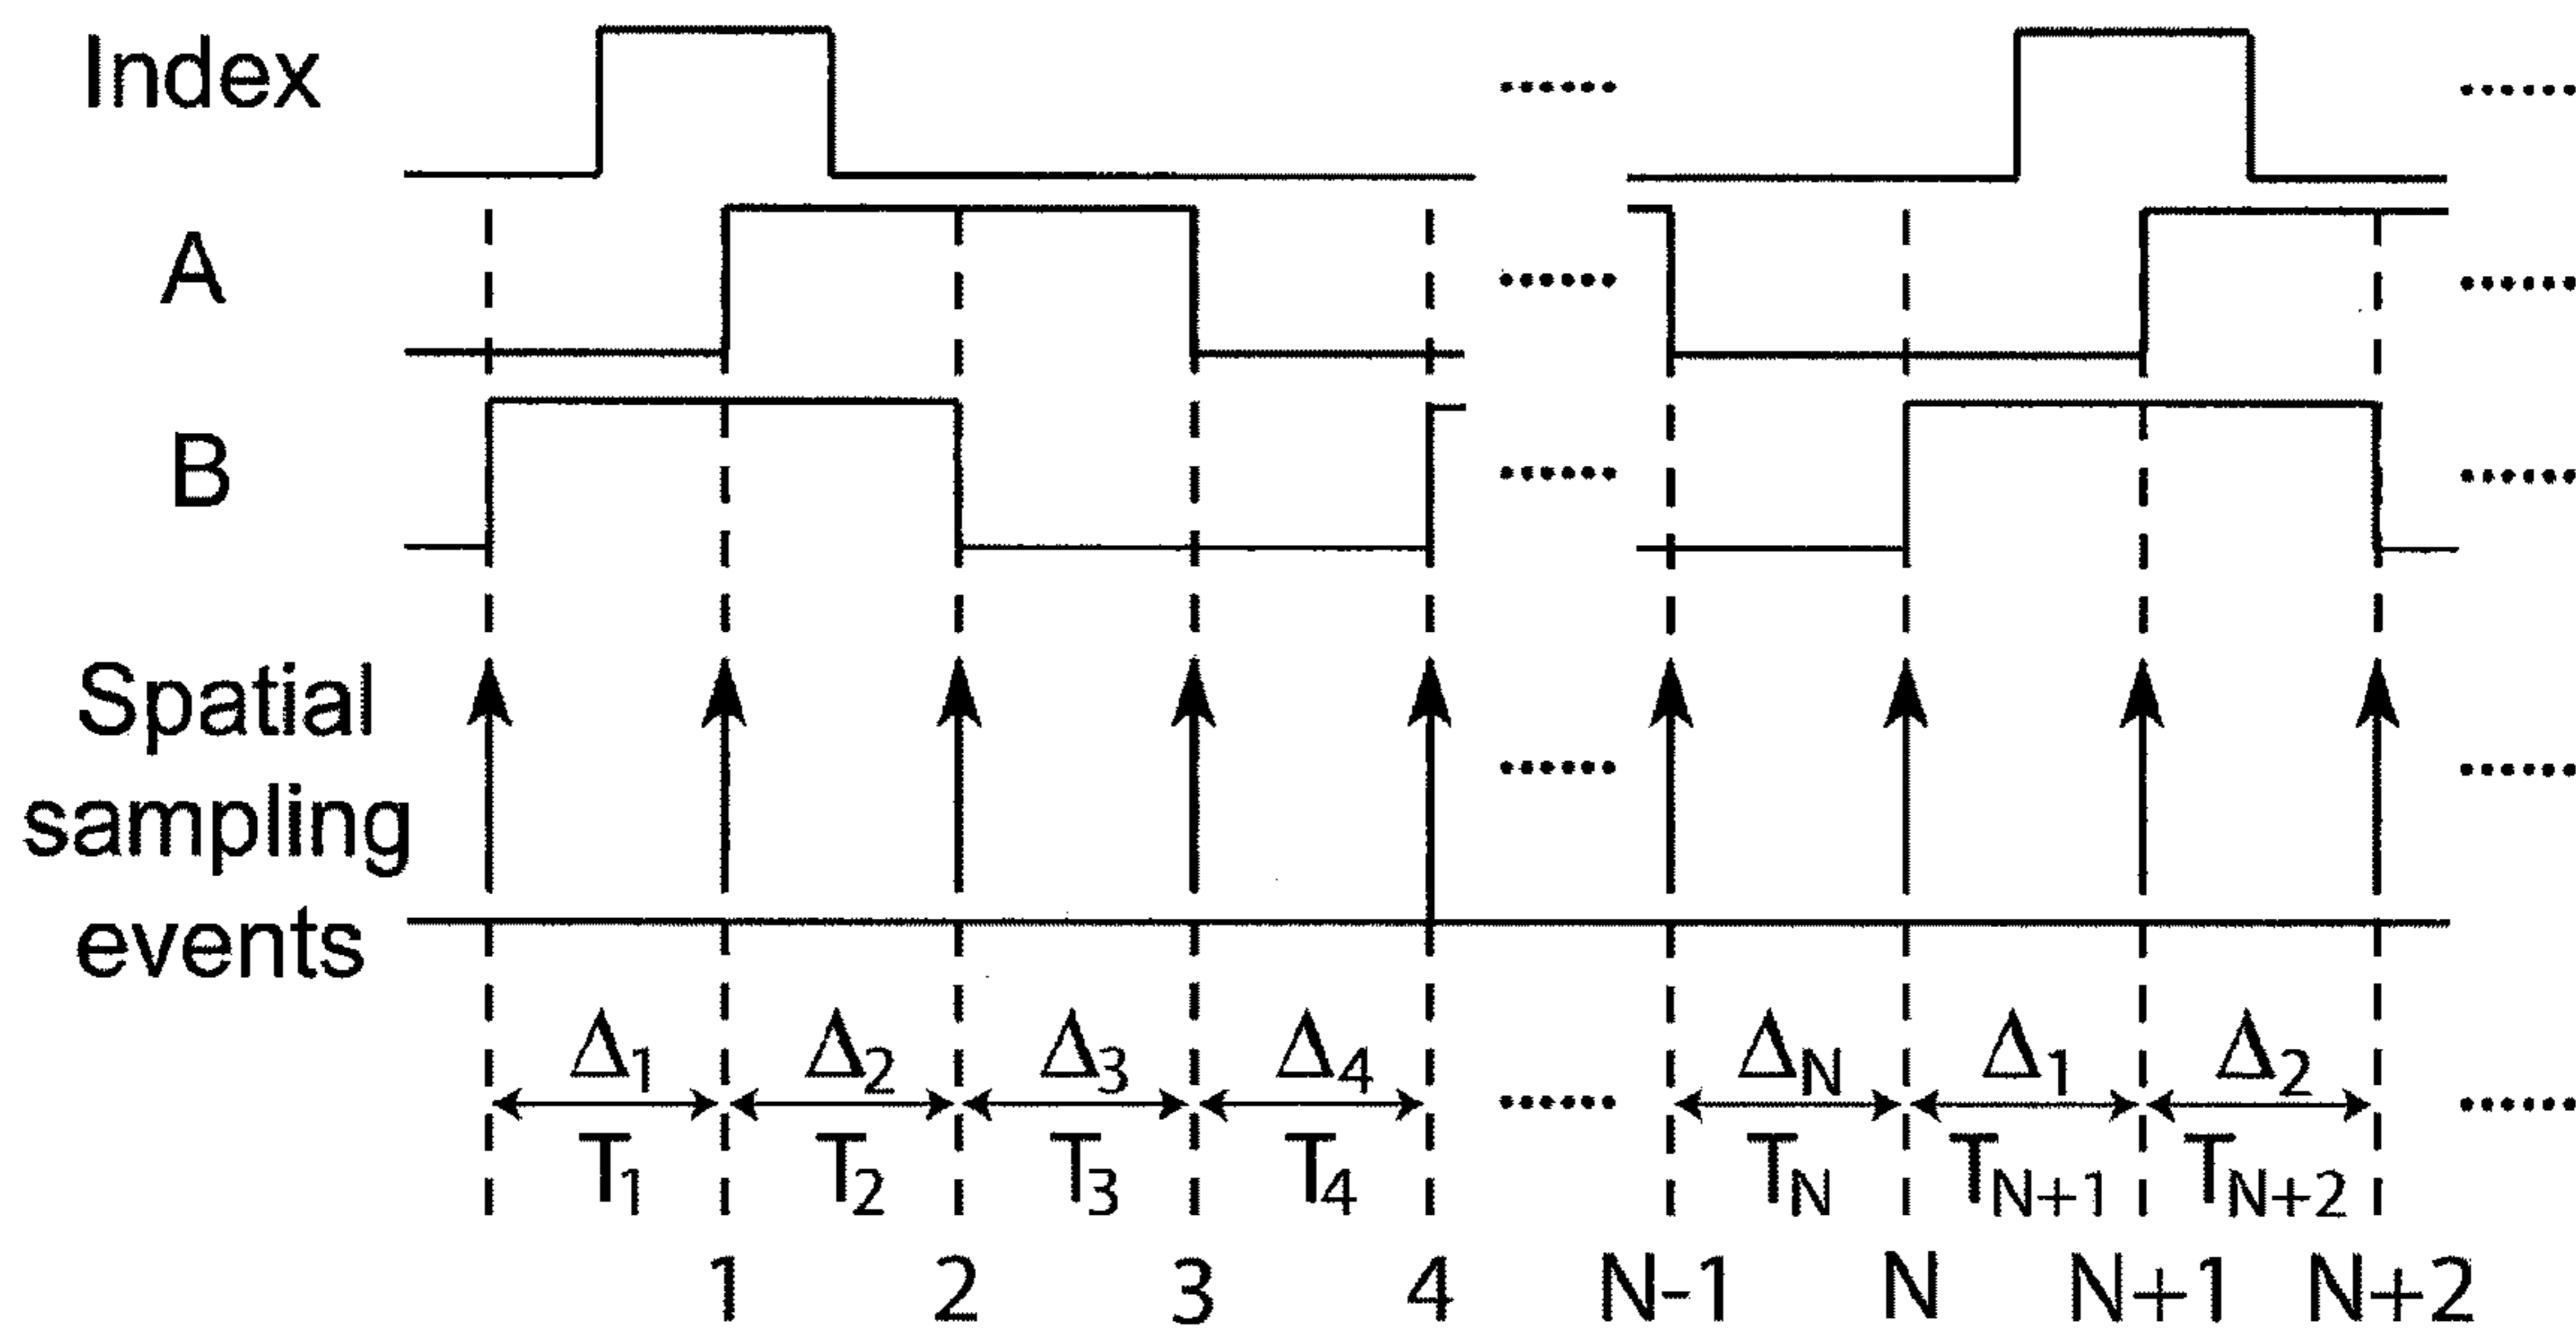 Index
A
B
Spatial
sampling
events
Δ1 Δ2 Δ3 Δ4 ΔN Δ1 Δ2
T1 T2 T3 T4 TN TN+1 TN+2
1 2 3 4 N-1 N N+1 N+2